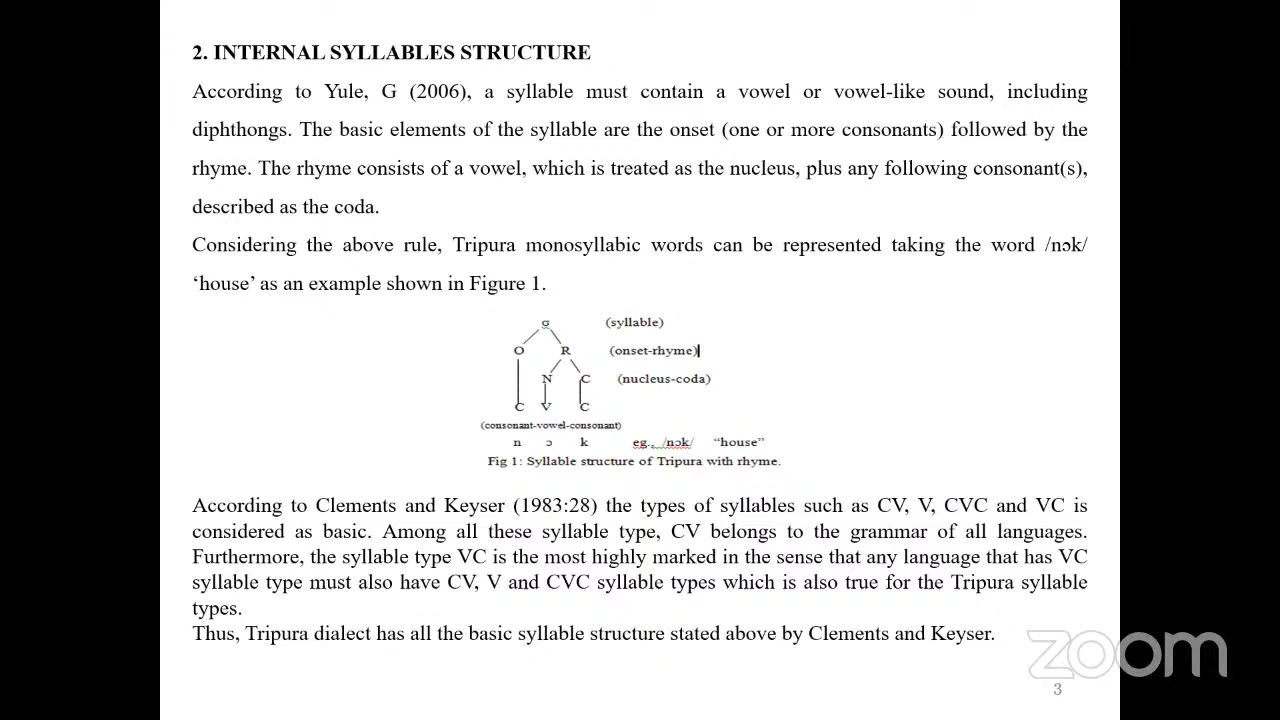 2. INTERNAL SYLLABLES STRUCTURE
According to Yule, G (2006), a syllable must contain a vowel or vowel-like sound, including
diphthongs. The basic elements of the syllable are the onset (one or more consonants) followed by the
rhyme. The rhyme consists of a vowel, which is treated as the nucleus, plus any following consonant(s),
described as the coda.
Considering the above rule, Tripura monosyllabic words can be represented taking the word /nɔk/
‘house’ as an example shown in Figure 1.
σ (syllable)
O R (onset-rhyme)
N C (nucleus-coda)
C V C
(consonant-vowel-consonant)
n ɔ k eg., /nɔk/ “house”
Fig 1: Syllable structure of Tripura with rhyme.
According to Clements and Keyser (1983:28) the types of syllables such as CV, V, CVC and VC is
considered as basic. Among all these syllable type, CV belongs to the grammar of all languages.
Furthermore, the syllable type VC is the most highly marked in the sense that any language that has VC
syllable type must also have CV, V and CVC syllable types which is also true for the Tripura syllable
types.
Thus, Tripura dialect has all the basic syllable structure stated above by Clements and Keyser.
zoom
3